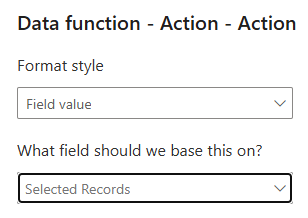 Data function - Action - Action
Format style
Field value
What field should we base this on?
Selected Records